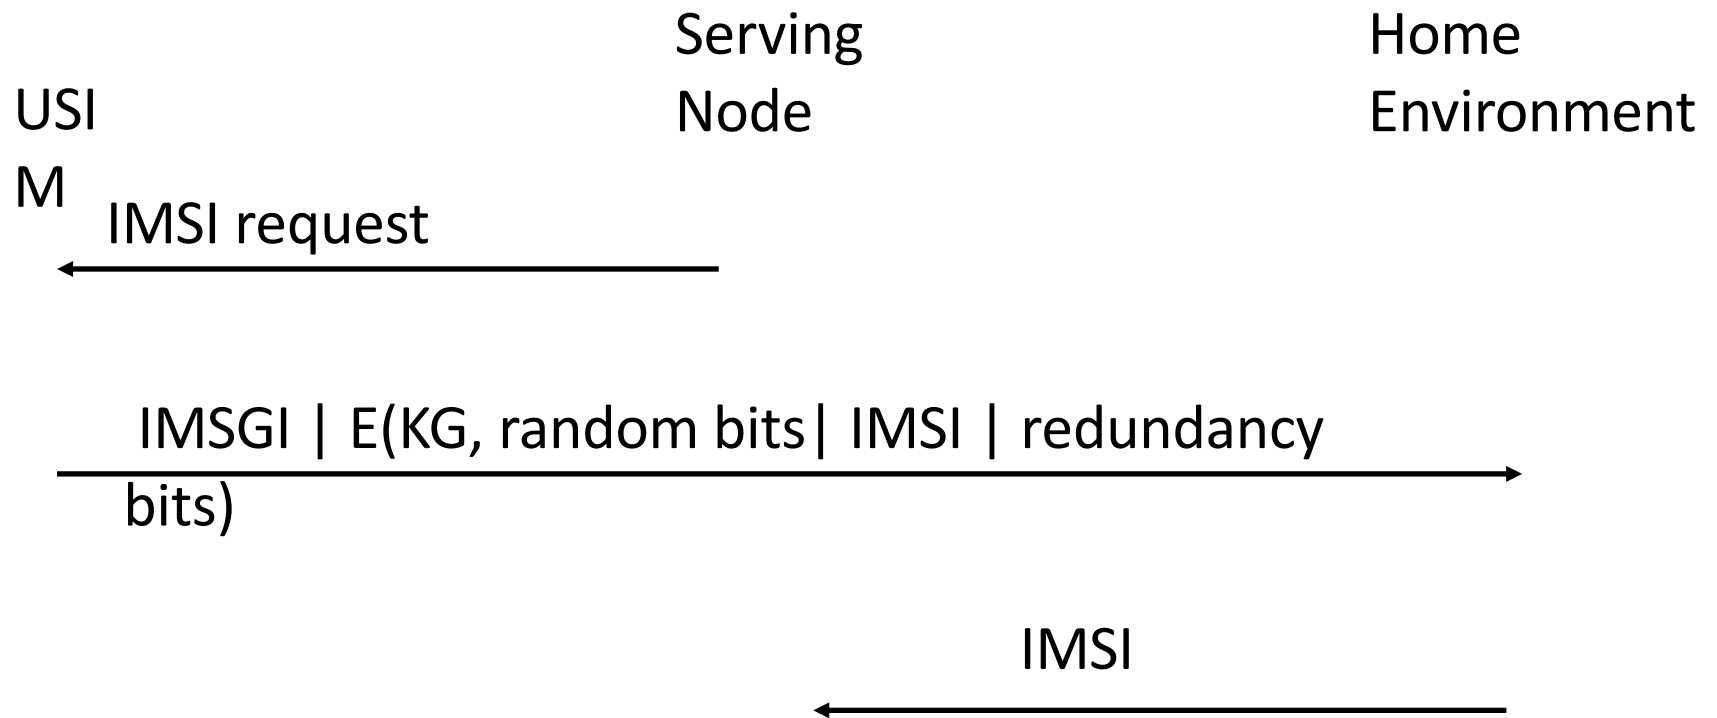 Serving
Node
Home
Environment
USI
M
IMSI request
IMSGI | E(KG, random bits| IMSI | redundancy
bits)
IMSI